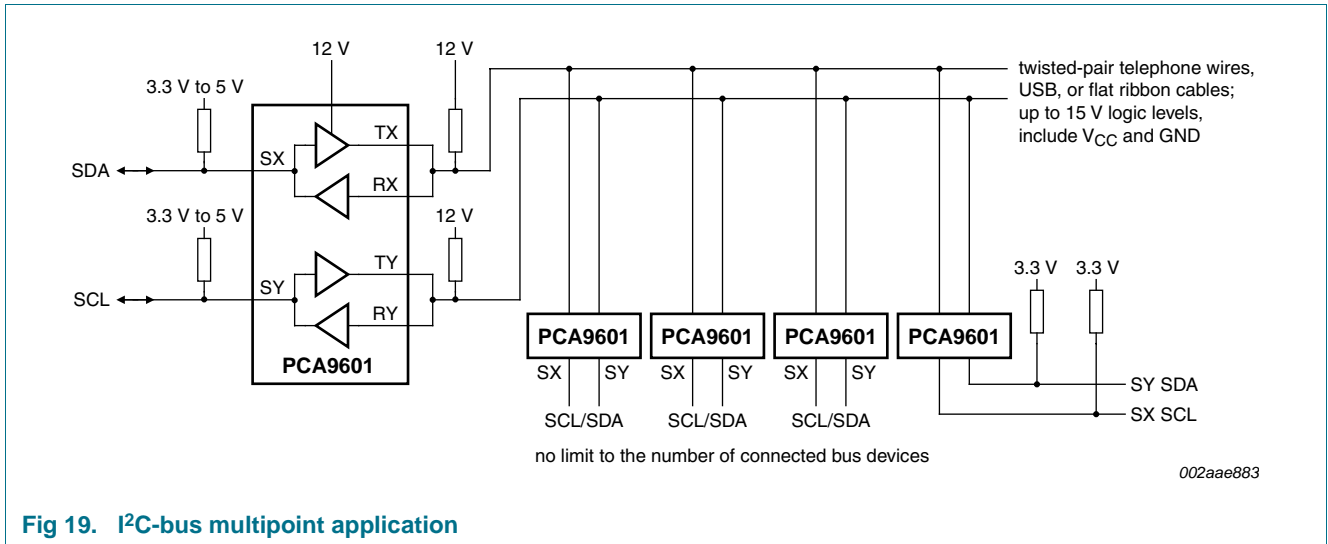 12 V 12 V
3.3 V to 5 V
twisted-pair telephone wires,
USB, or flat ribbon cables;
up to 15 V logic levels,
include VCC and GND
TX
SX
SDA
RX
3.3 V to 5 V
12 V
TY
SY
SCL
RY
PCA9601
3.3 V 3.3 V
PCA9601 PCA9601 PCA9601 PCA9601
SX SY SX SY SX SY
SY SDA
SCL/SDA SCL/SDA SCL/SDA
SX SCL
no limit to the number of connected bus devices
002aae883
Fig 19. I²C-bus multipoint application